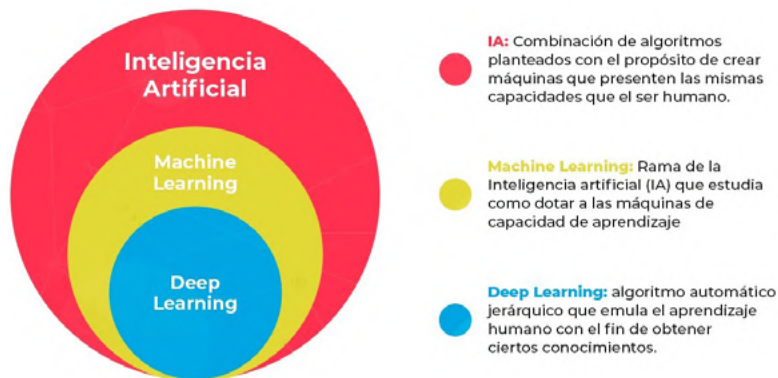 Inteligencia
Artificial
Machine
Learning
Deep
Learning
IA: Combinación de algoritmos
planteados con el propósito de crear
máquinas que presenten las mismas
capacidades que el ser humano.
Machine Learning: Rama de la
Inteligencia artificial (IA) que estudía
como dotar a las máquinas de
capacidad de aprendizaje
Deep Learning: algoritmo automático
jerárquico que emula el aprendizaje
humano con el fin de obtener
ciertos conocimientos.